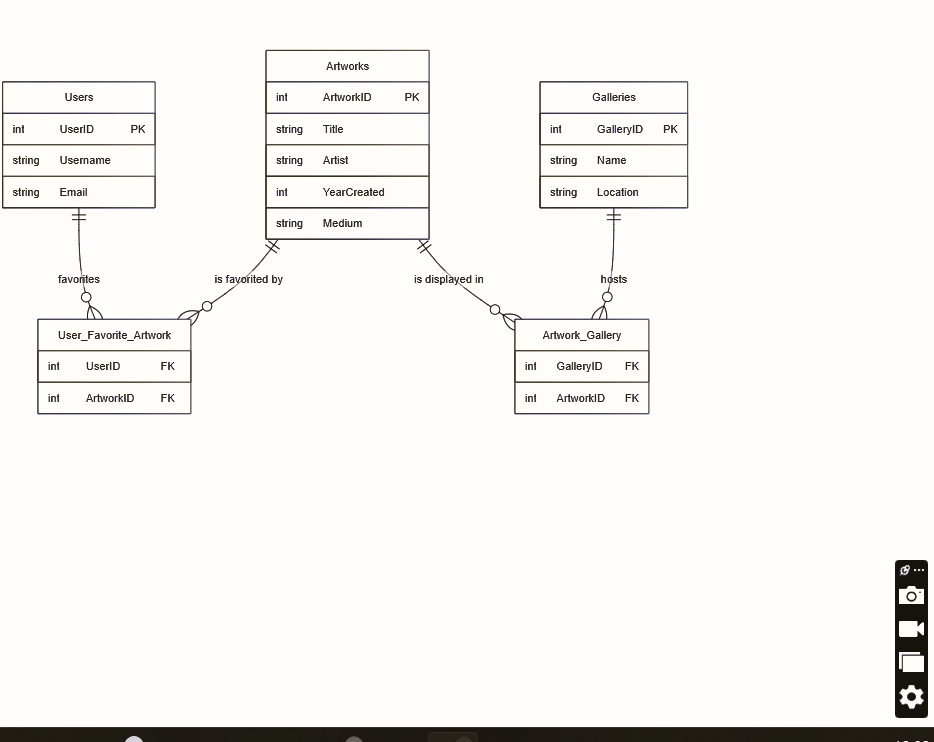 Artworks
int ArtworkID PK
string Title
string Artist
int YearCreated
string Medium
Users
int UserID PK
string Username
string Email
Galleries
int GalleryID PK
string Name
string Location
favorites
is favorited by
is displayed in
hosts
User_Favorite_Artwork
int UserID FK
int ArtworkID FK
Artwork_Gallery
int GalleryID FK
int ArtworkID FK